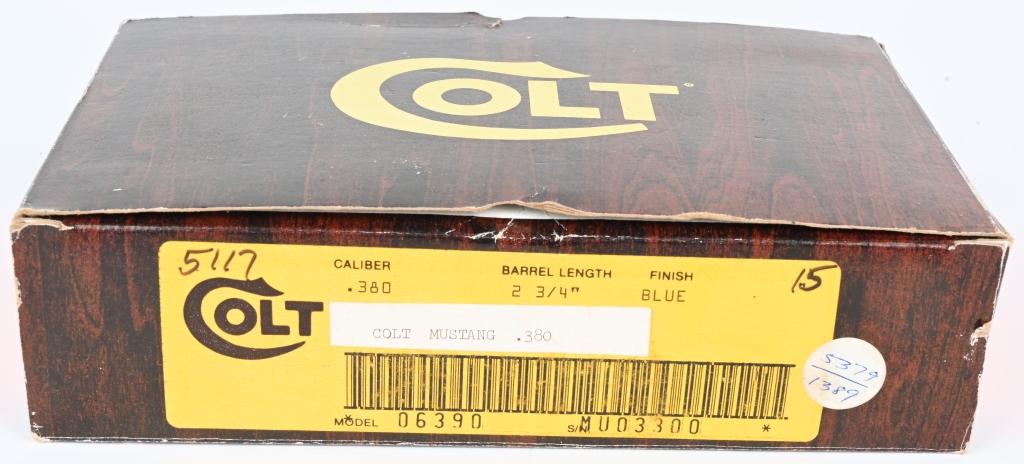 COLT
5117
CALIBER BARREL LENGTH FINISH 15
.380 2 3/4" BLUE
COLT
COLT MUSTANG .380
5379
1387
* *
MODEL 06390 S/N MU03300